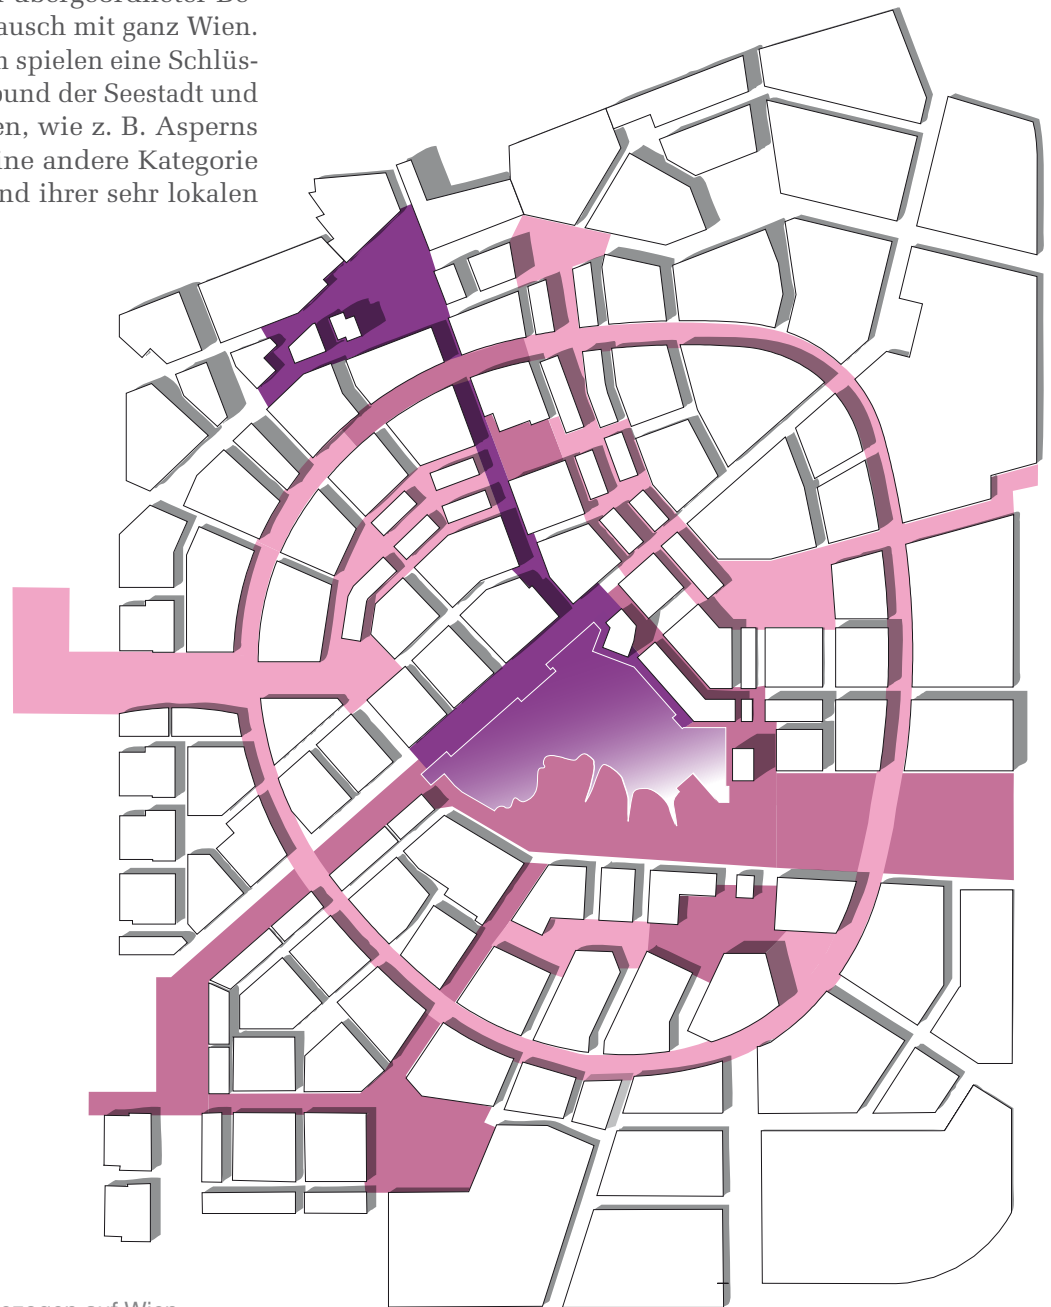 ausch mit ganz Wien.
n spielen eine Schlüs-
bund der Seestadt und
en, wie z. B. Asperns
ine andere Kategorie
nd ihrer sehr lokalen